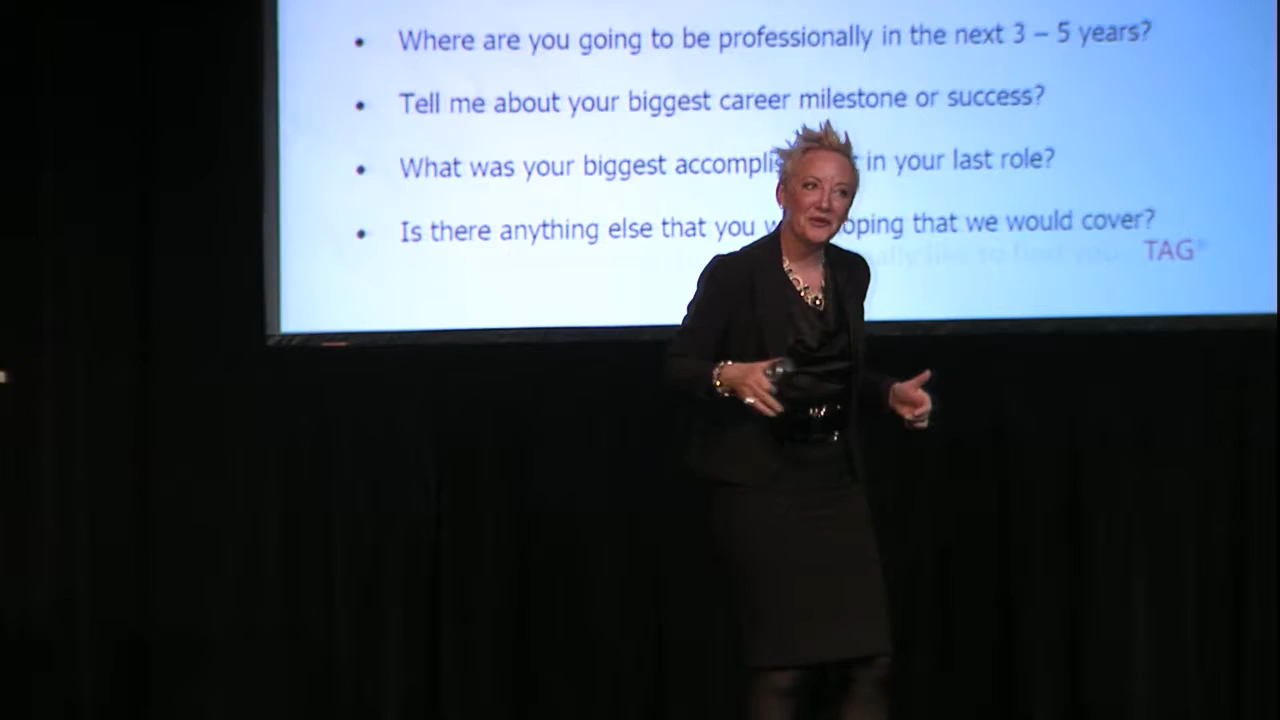 • Where are you going to be professionally in the next 3 – 5 years?
• Tell me about your biggest career milestone or success?
• What was your biggest in your last role?
• Is there anything else that you that we would cover?
TAG®